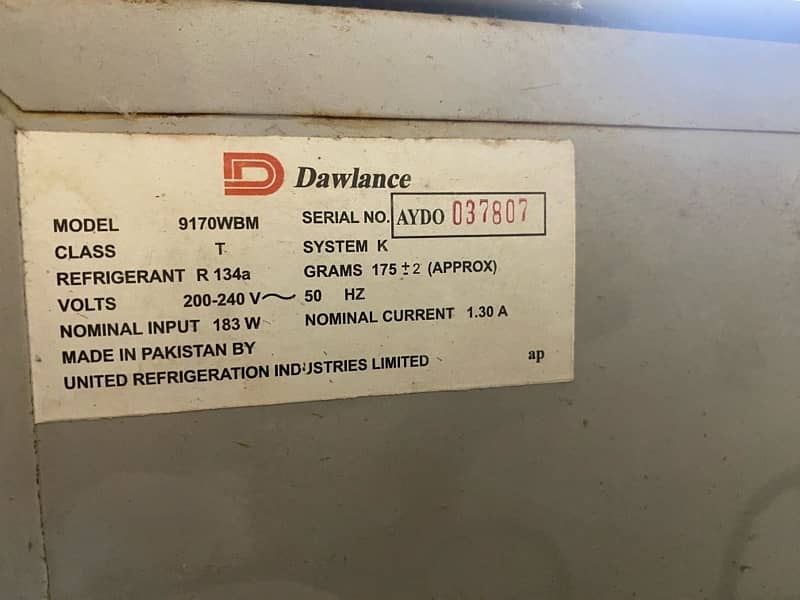 D Dawlance
MODEL 9170WBM SERIAL NO. AYDO 037807
CLASS T SYSTEM K
REFRIGERANT R 134a GRAMS 175 ±2 (APPROX)
VOLTS 200-240 V~ 50 HZ
NOMINAL INPUT 183 W NOMINAL CURRENT 1.30 A
MADE IN PAKISTAN BY
UNITED REFRIGERATION INDUSTRIES LIMITED ap